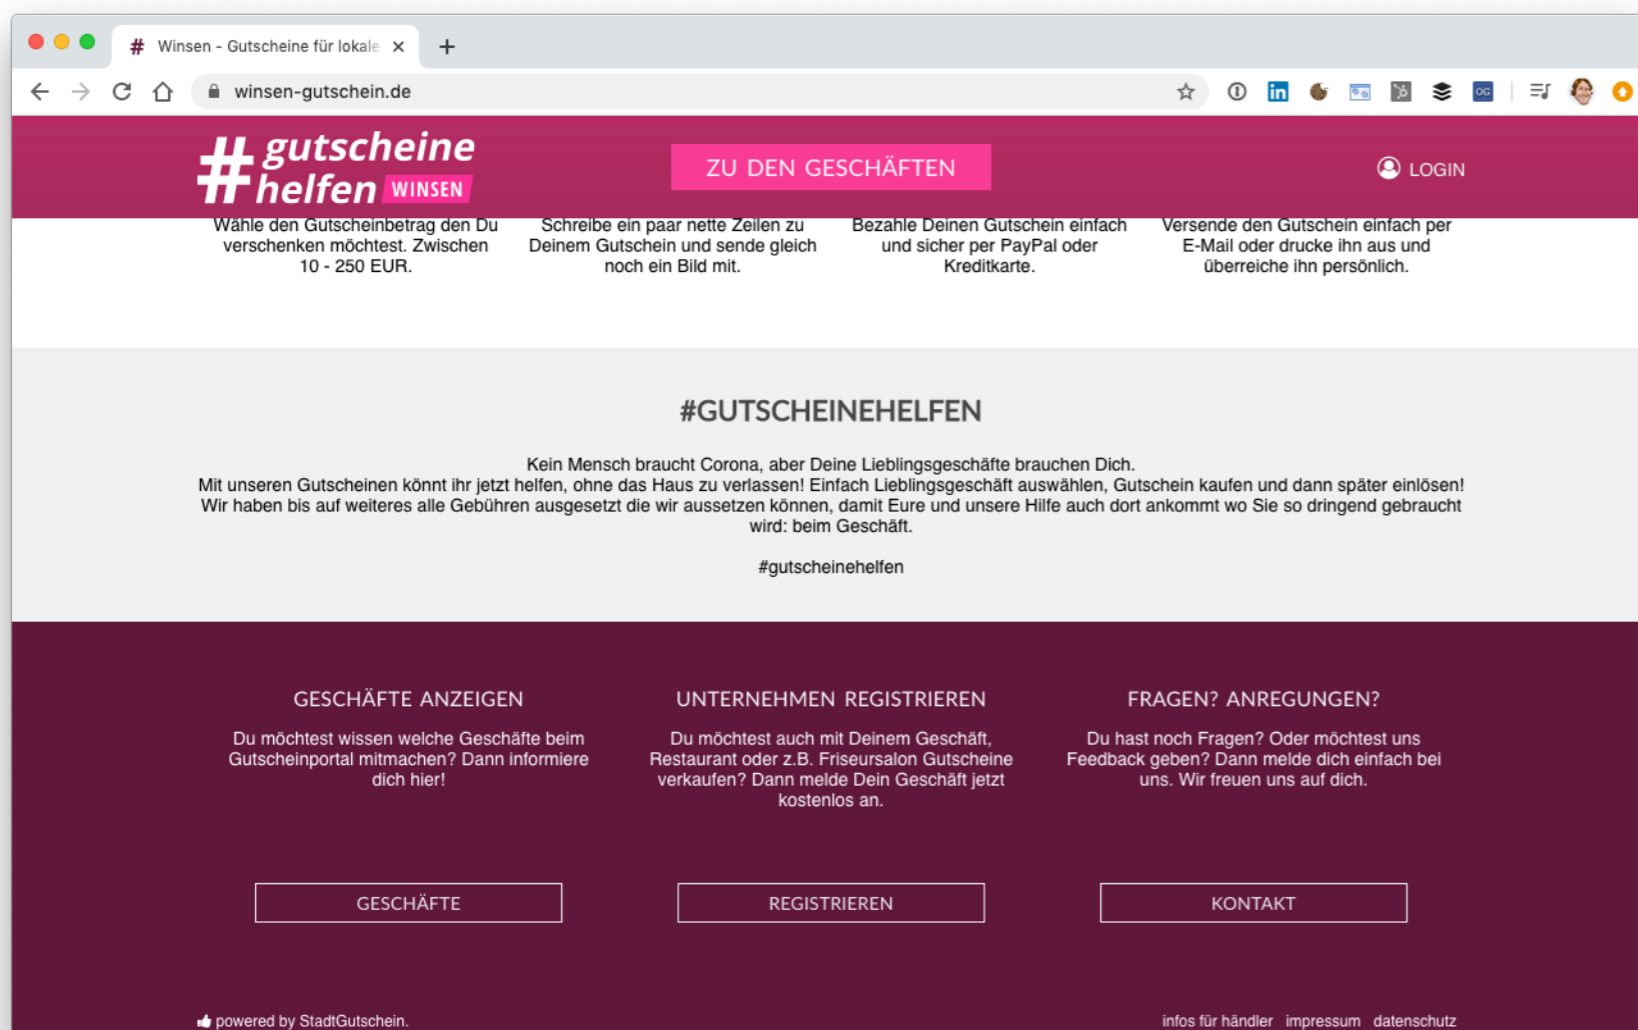 # Winsen - Gutscheine für lokale
winsen-gutschein.de
#gutscheine
helfen WINSEN
ZU DEN GESCHÄFTEN
LOGIN
Wähle den Gutscheinbetrag den Du
verschenken möchtest. Zwischen
10 - 250 EUR.
Schreibe ein paar nette Zeilen zu
Deinem Gutschein und sende gleich
noch ein Bild mit.
Bezahle Deinen Gutschein einfach
und sicher per PayPal oder
Kreditkarte.
Versende den Gutschein einfach per
E-Mail oder drucke ihn aus und
überreiche ihn persönlich.
#GUTSCHEINEHELFEN
Kein Mensch braucht Corona, aber Deine Lieblingsgeschäfte brauchen Dich.
Mit unseren Gutscheinen könnt ihr jetzt helfen, ohne das Haus zu verlassen! Einfach Lieblingsgeschäft auswählen, Gutschein kaufen und dann später einlösen!
Wir haben bis auf weiteres alle Gebühren ausgesetzt die wir aussetzen können, damit Eure und unsere Hilfe auch dort ankommt wo Sie so dringend gebraucht
wird: beim Geschäft.
#gutscheinehelfen
GESCHÄFTE ANZEIGEN
Du möchtest wissen welche Geschäfte beim
Gutscheinportal mitmachen? Dann informiere
dich hier!
GESCHÄFTE
UNTERNEHMEN REGISTRIEREN
Du möchtest auch mit Deinem Geschäft,
Restaurant oder z.B. Friseursalon Gutscheine
verkaufen? Dann melde Dein Geschäft jetzt
kostenlos an.
REGISTRIEREN
FRAGEN? ANREGUNGEN?
Du hast noch Fragen? Oder möchtest uns
Feedback geben? Dann melde dich einfach bei
uns. Wir freuen uns auf dich.
KONTAKT
powered by StadtGutschein.
infos für händler impressum datenschutz